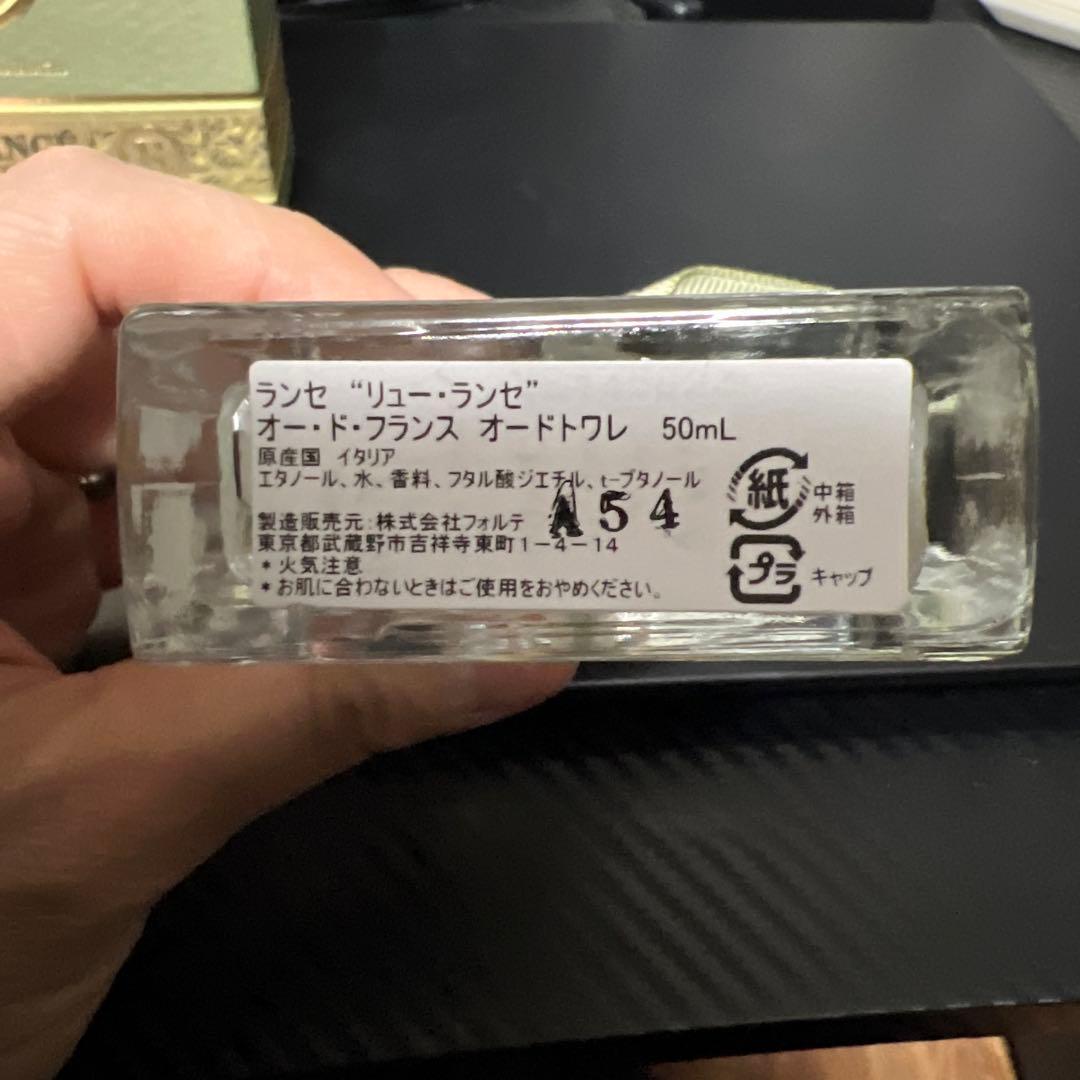 ランセ “リュー・ランセ”
オー・ド・フランス オードトワレ 50mL
原産国 イタリア
エタノール、水、香料、フタル酸ジエチル、t-ブタノール
製造販売元:株式会社フォルテ A54
東京都武蔵野市吉祥寺東町1-4-14
*火気注意
*お肌に合わないときはご使用をおやめください。
紙 中箱
外箱
プラ キャップ